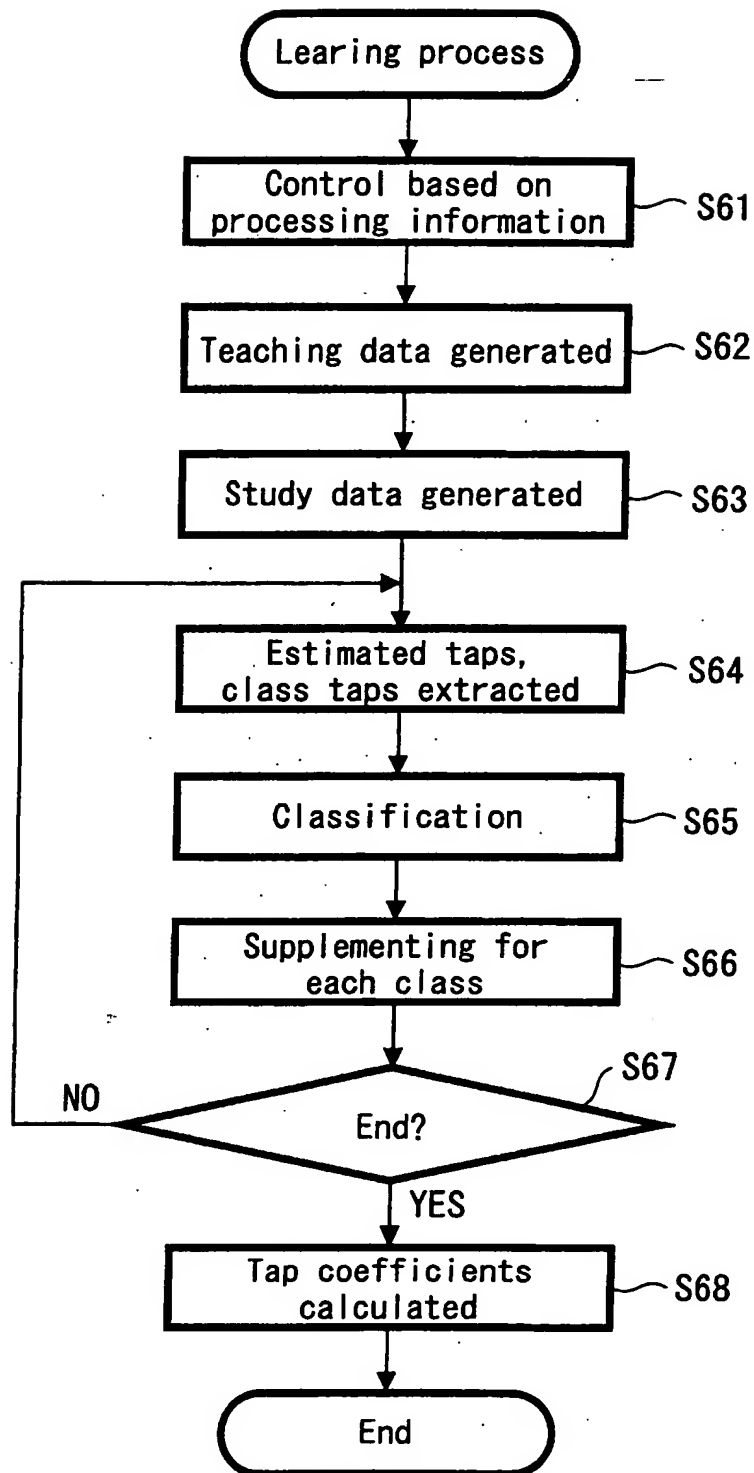 Learing process
Control based on
processing information
S61
Teaching data generated
S62
Study data generated
S63
Estimated taps,
class taps extracted
S64
Classification
S65
Supplementing for
each class
S66
S67
NO
End?
YES
Tap coefficients
calculated
S68
End